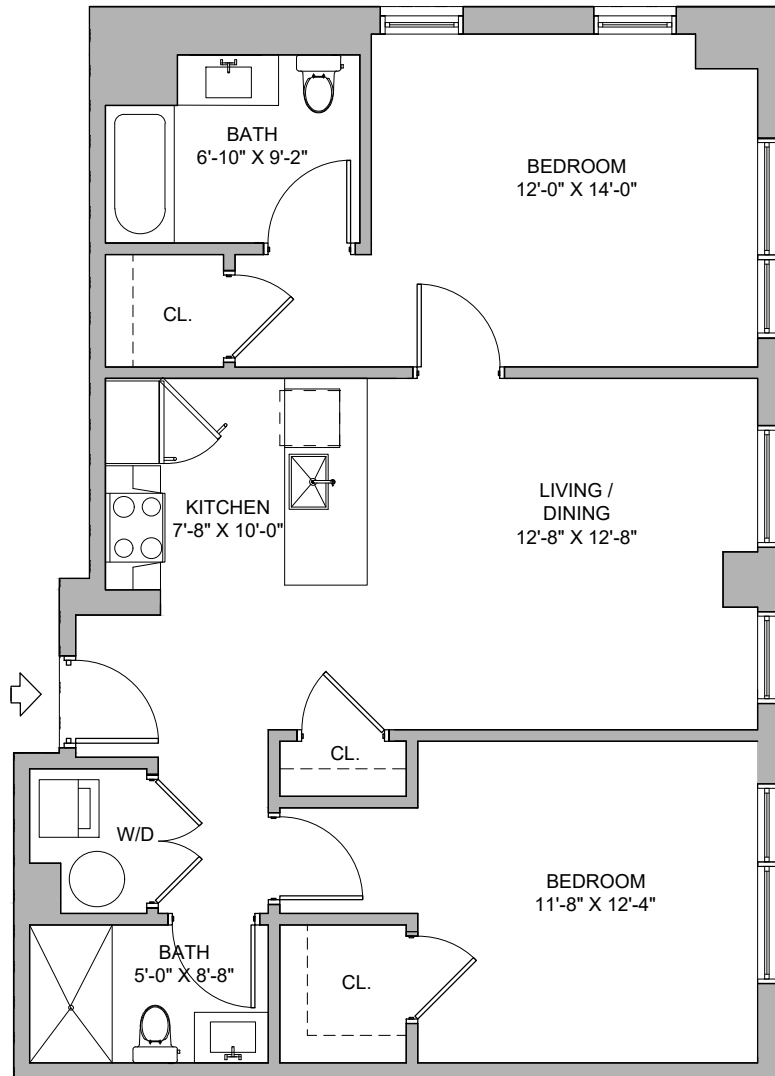 BATH
6'-10" X 9'-2"
BEDROOM
12'-0" X 14'-0"
CL.
KITCHEN
7'-8" X 10'-0"
LIVING /
DINING
12'-8" X 12'-8"
CL.
W/D
BEDROOM
11'-8" X 12'-4"
BATH
5'-0" X 8'-8"
CL.